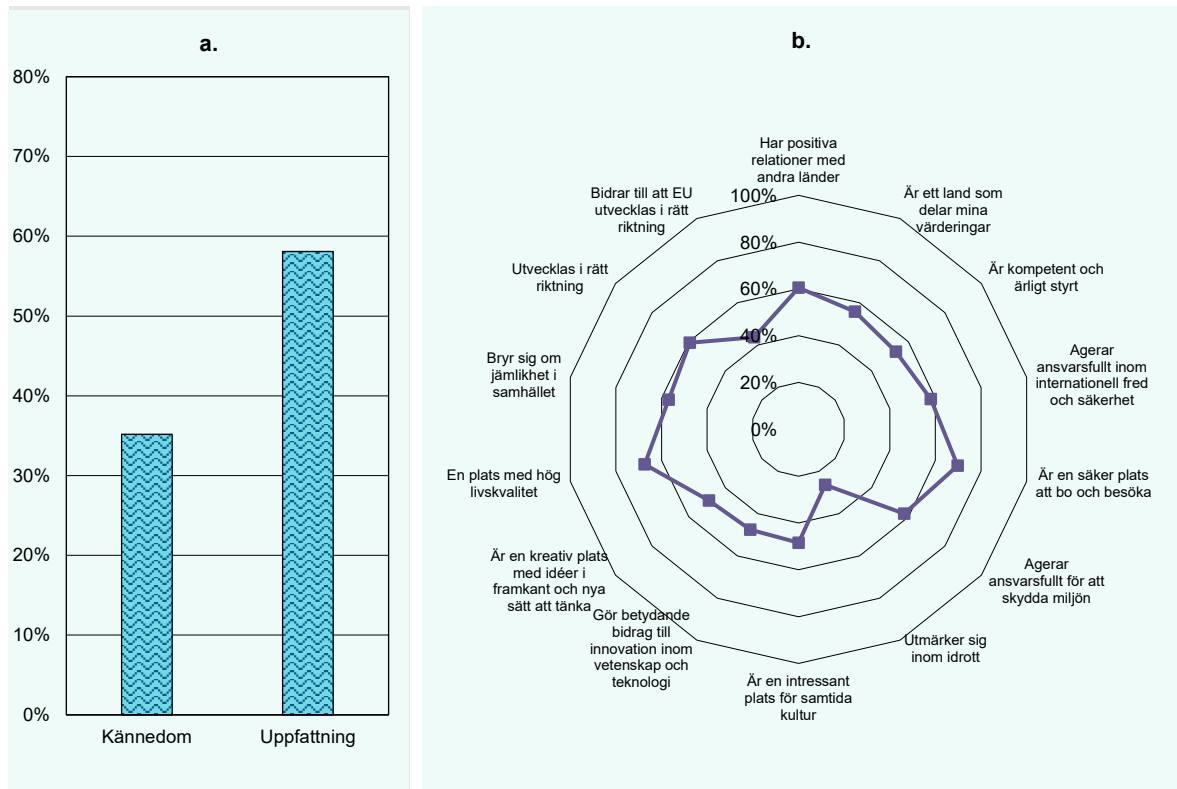 a.
80%
70%
60%
50%
40%
30%
20%
10%
0%
Kännedom
Uppfattning
b.
Har positiva
relationer med
andra länder
Är ett land som
delar mina
värderingar
Är kompetent och
ärligt styrt
Agerar
ansvarsfullt inom
internationell fred
och säkerhet
Är en säker plats
att bo och besöka
Agerar
ansvarsfullt för att
skydda miljön
Utmärker sig
inom idrott
Är en intressant
plats för samtida
kultur
Gör betydande
bidrag till
innovation inom
vetenskap och
teknologi
Är en kreativ plats
med idéer i
framkant och nya
sätt att tänka
En plats med hög
livskvalitet
Bryr sig om
jämlikhet i
samhället
Utvecklas i rätt
riktning
Bidrar till att EU
utvecklas i rätt
riktning
100%
80%
60%
40%
20%
0%